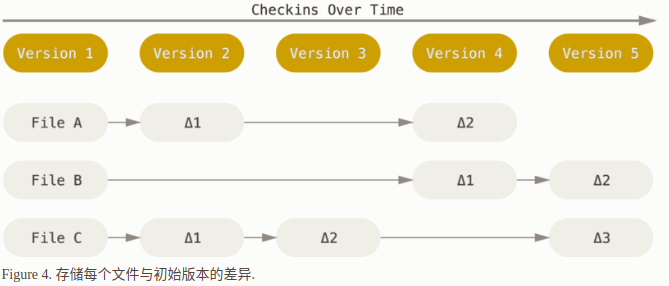 Checkins Over Time
Version 1 Version 2 Version 3 Version 4 Version 5
File A Δ1 Δ2
File B Δ1 Δ2
File C Δ1 Δ2 Δ3
Figure 4. 存储每个文件与初始版本的差异.